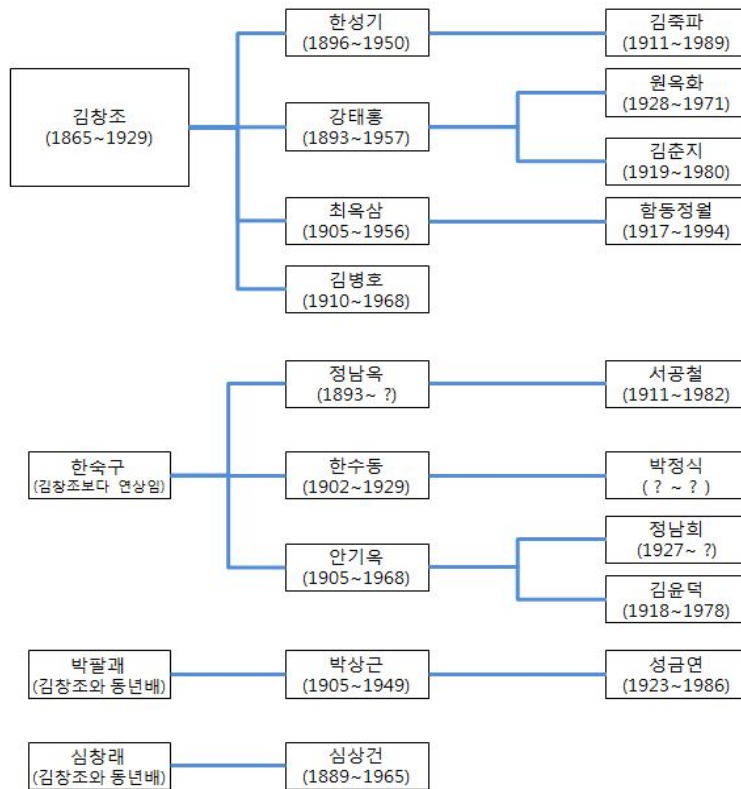 한성기
(1896~1950)
김죽파
(1911~1989)
김창조
(1865~1929)
강태홍
(1893~1957)
원옥화
(1928~1971)
김춘지
(1919~1980)
최옥삼
(1905~1956)
함동정월
(1917~1994)
김병호
(1910~1968)
정남옥
(1893~ ?)
서공철
(1911~1982)
한숙구
(김창조보다 연상임)
한수동
(1902~1929)
박정식
( ? ~ ? )
안기옥
(1905~1968)
정남희
(1927~ ?)
김윤덕
(1918~1978)
박팔괘
(김창조와 동년배)
박상근
(1905~1949)
성금연
(1923~1986)
심창래
(김창조와 동년배)
심상건
(1889~1965)